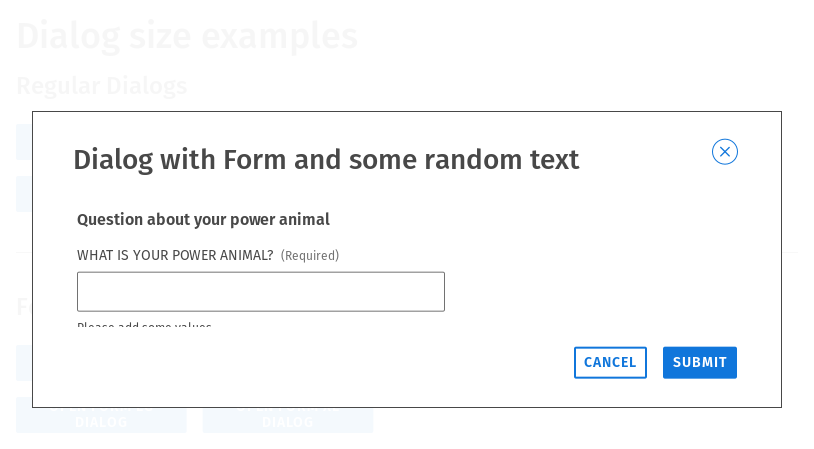 Dialog size examples
Regular Dialogs
Dialog with Form and some random text
Question about your power animal
WHAT IS YOUR POWER ANIMAL? (Required)
Please add some values
CANCEL
SUBMIT
DIALOG
DIALOG